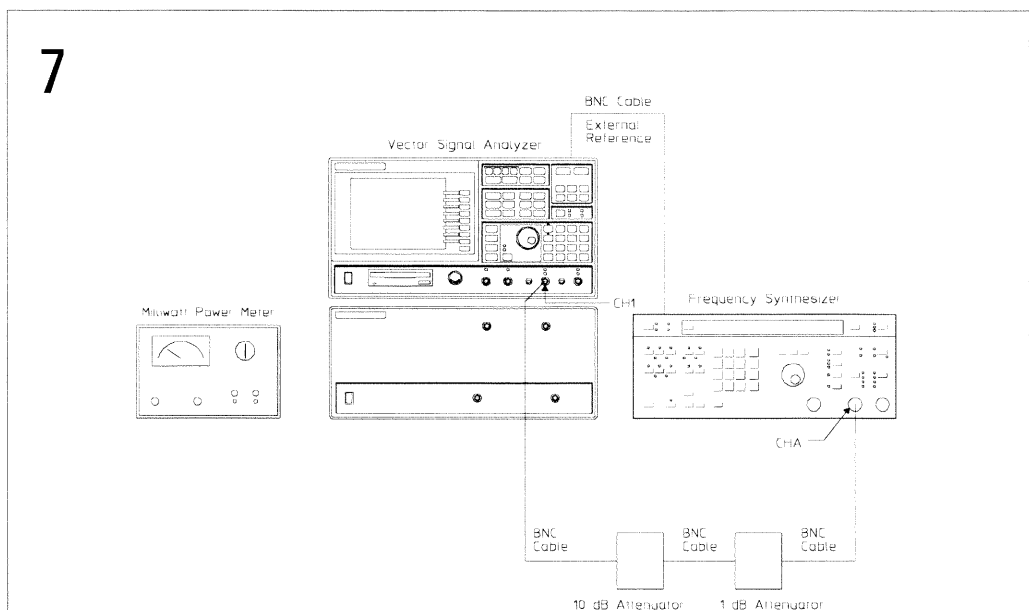 7
BNC Cable
External
Reference
Vector Signal Analyzer
CH1
Frequency Synthesizer
Milliwatt Power Meter
CHA
BNC
Cable
BNC
Cable
BNC
Cable
10 dB Attenuator
1 dB Attenuator